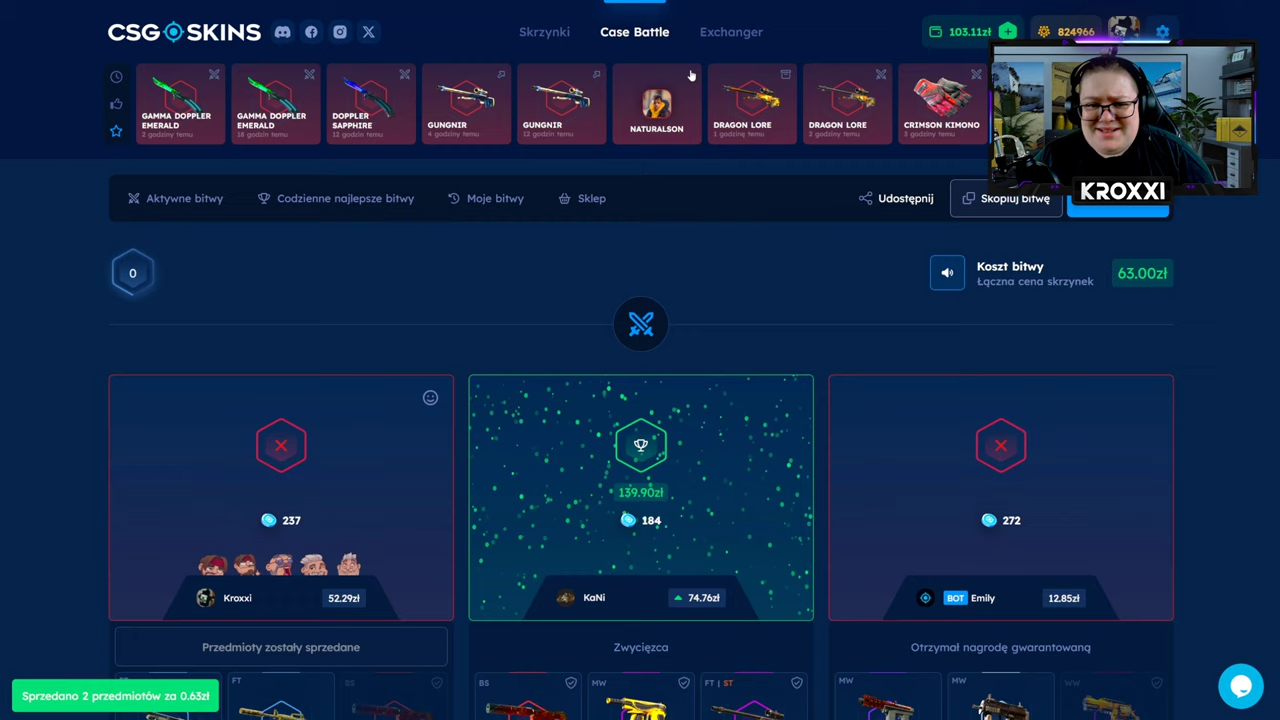 CSG SKINS
Skrzynki
Case Battle
Exchanger
103.11zł
824966
GAMMA DOPPLER
EMERALD
2 godziny temu
GAMMA DOPPLER
EMERALD
18 godzin temu
DOPPLER
SAPPHIRE
12 godzin temu
GUNGNIR
4 godziny temu
GUNGNIR
12 godzin temu
NATURALSON
DRAGON LORE
1 godzinę temu
DRAGON LORE
2 godziny temu
CRIMSON KIMONO
3 godziny temu
KROXXI
Aktywne bitwy
Codzienne najlepsze bitwy
Moje bitwy
Sklep
Udostępnij
Skopiuj bitwę
0
Koszt bitwy
Łączna cena skrzynek
63.00zł
139.90zł
237
184
272
Kroxxi
52.29zł
KaNi
74.76zł
BOT Emily
12.85zł
Przedmioty zostały sprzedane
Zwycięzca
Otrzymał nagrodę gwarantowaną
FT
BS
BS
MW
FT | ST
MW
MW
WW
Sprzedano 2 przedmiotów za 0.63zł